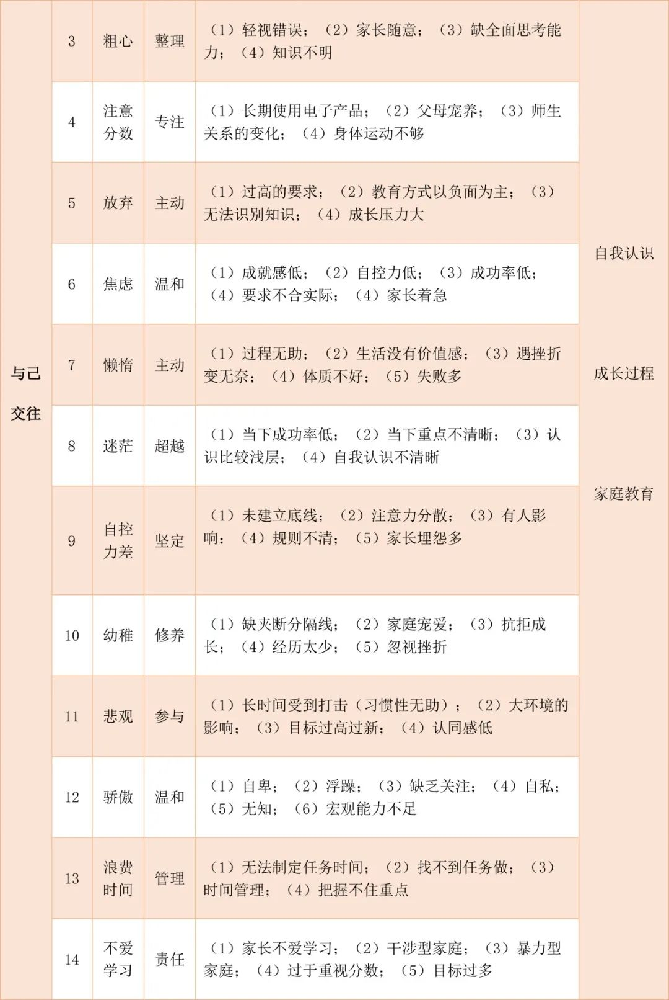 与己
交往
3
粗心
整理
（1）轻视错误；（2）家长随意；（3）缺全面思考能
力；（4）知识不明
4
注意
分数
专注
（1）长期使用电子产品；（2）父母宠养；（3）师生
关系的变化；（4）身体运动不够
5
放弃
主动
（1）过高的要求；（2）教育方式以负面为主；（3）
无法识别知识；（4）成长压力大
6
焦虑
温和
（1）成就感低；（2）自控力低；（3）成功率低；
（4）要求不合实际；（4）家长着急
7
懒惰
主动
（1）过程无助；（2）生活没有价值感；（3）遇挫折
变无奈；（4）体质不好；（5）失败多
8
迷茫
超越
（1）当下成功率低；（2）当下重点不清晰；（3）认
识比较浅层；（4）自我认识不清晰
9
自控
力差
坚定
（1）未建立底线；（2）注意力分散；（3）有人影
响：（4）规则不清；（5）家长埋怨多
10
幼稚
修养
（1）缺夹断分隔线；（2）家庭宠爱；（3）抗拒成
长；（4）经历太少；（5）忽视挫折
11
悲观
参与
（1）长时间受到打击（习惯性无助）；（2）大环境的
影响；（3）目标过高过新；（4）认同感低
12
骄傲
温和
（1）自卑；（2）浮躁；（3）缺乏关注；（4）自私；
（5）无知；（6）宏观能力不足
13
浪费
时间
管理
（1）无法制定任务时间；（2）找不到任务做；（3）
时间管理；（4）把握不住重点
14
不爱
学习
责任
（1）家长不爱学习；（2）干涉型家庭；（3）暴力型
家庭；（4）过于重视分数；（5）目标过多
自我认识
成长过程
家庭教育